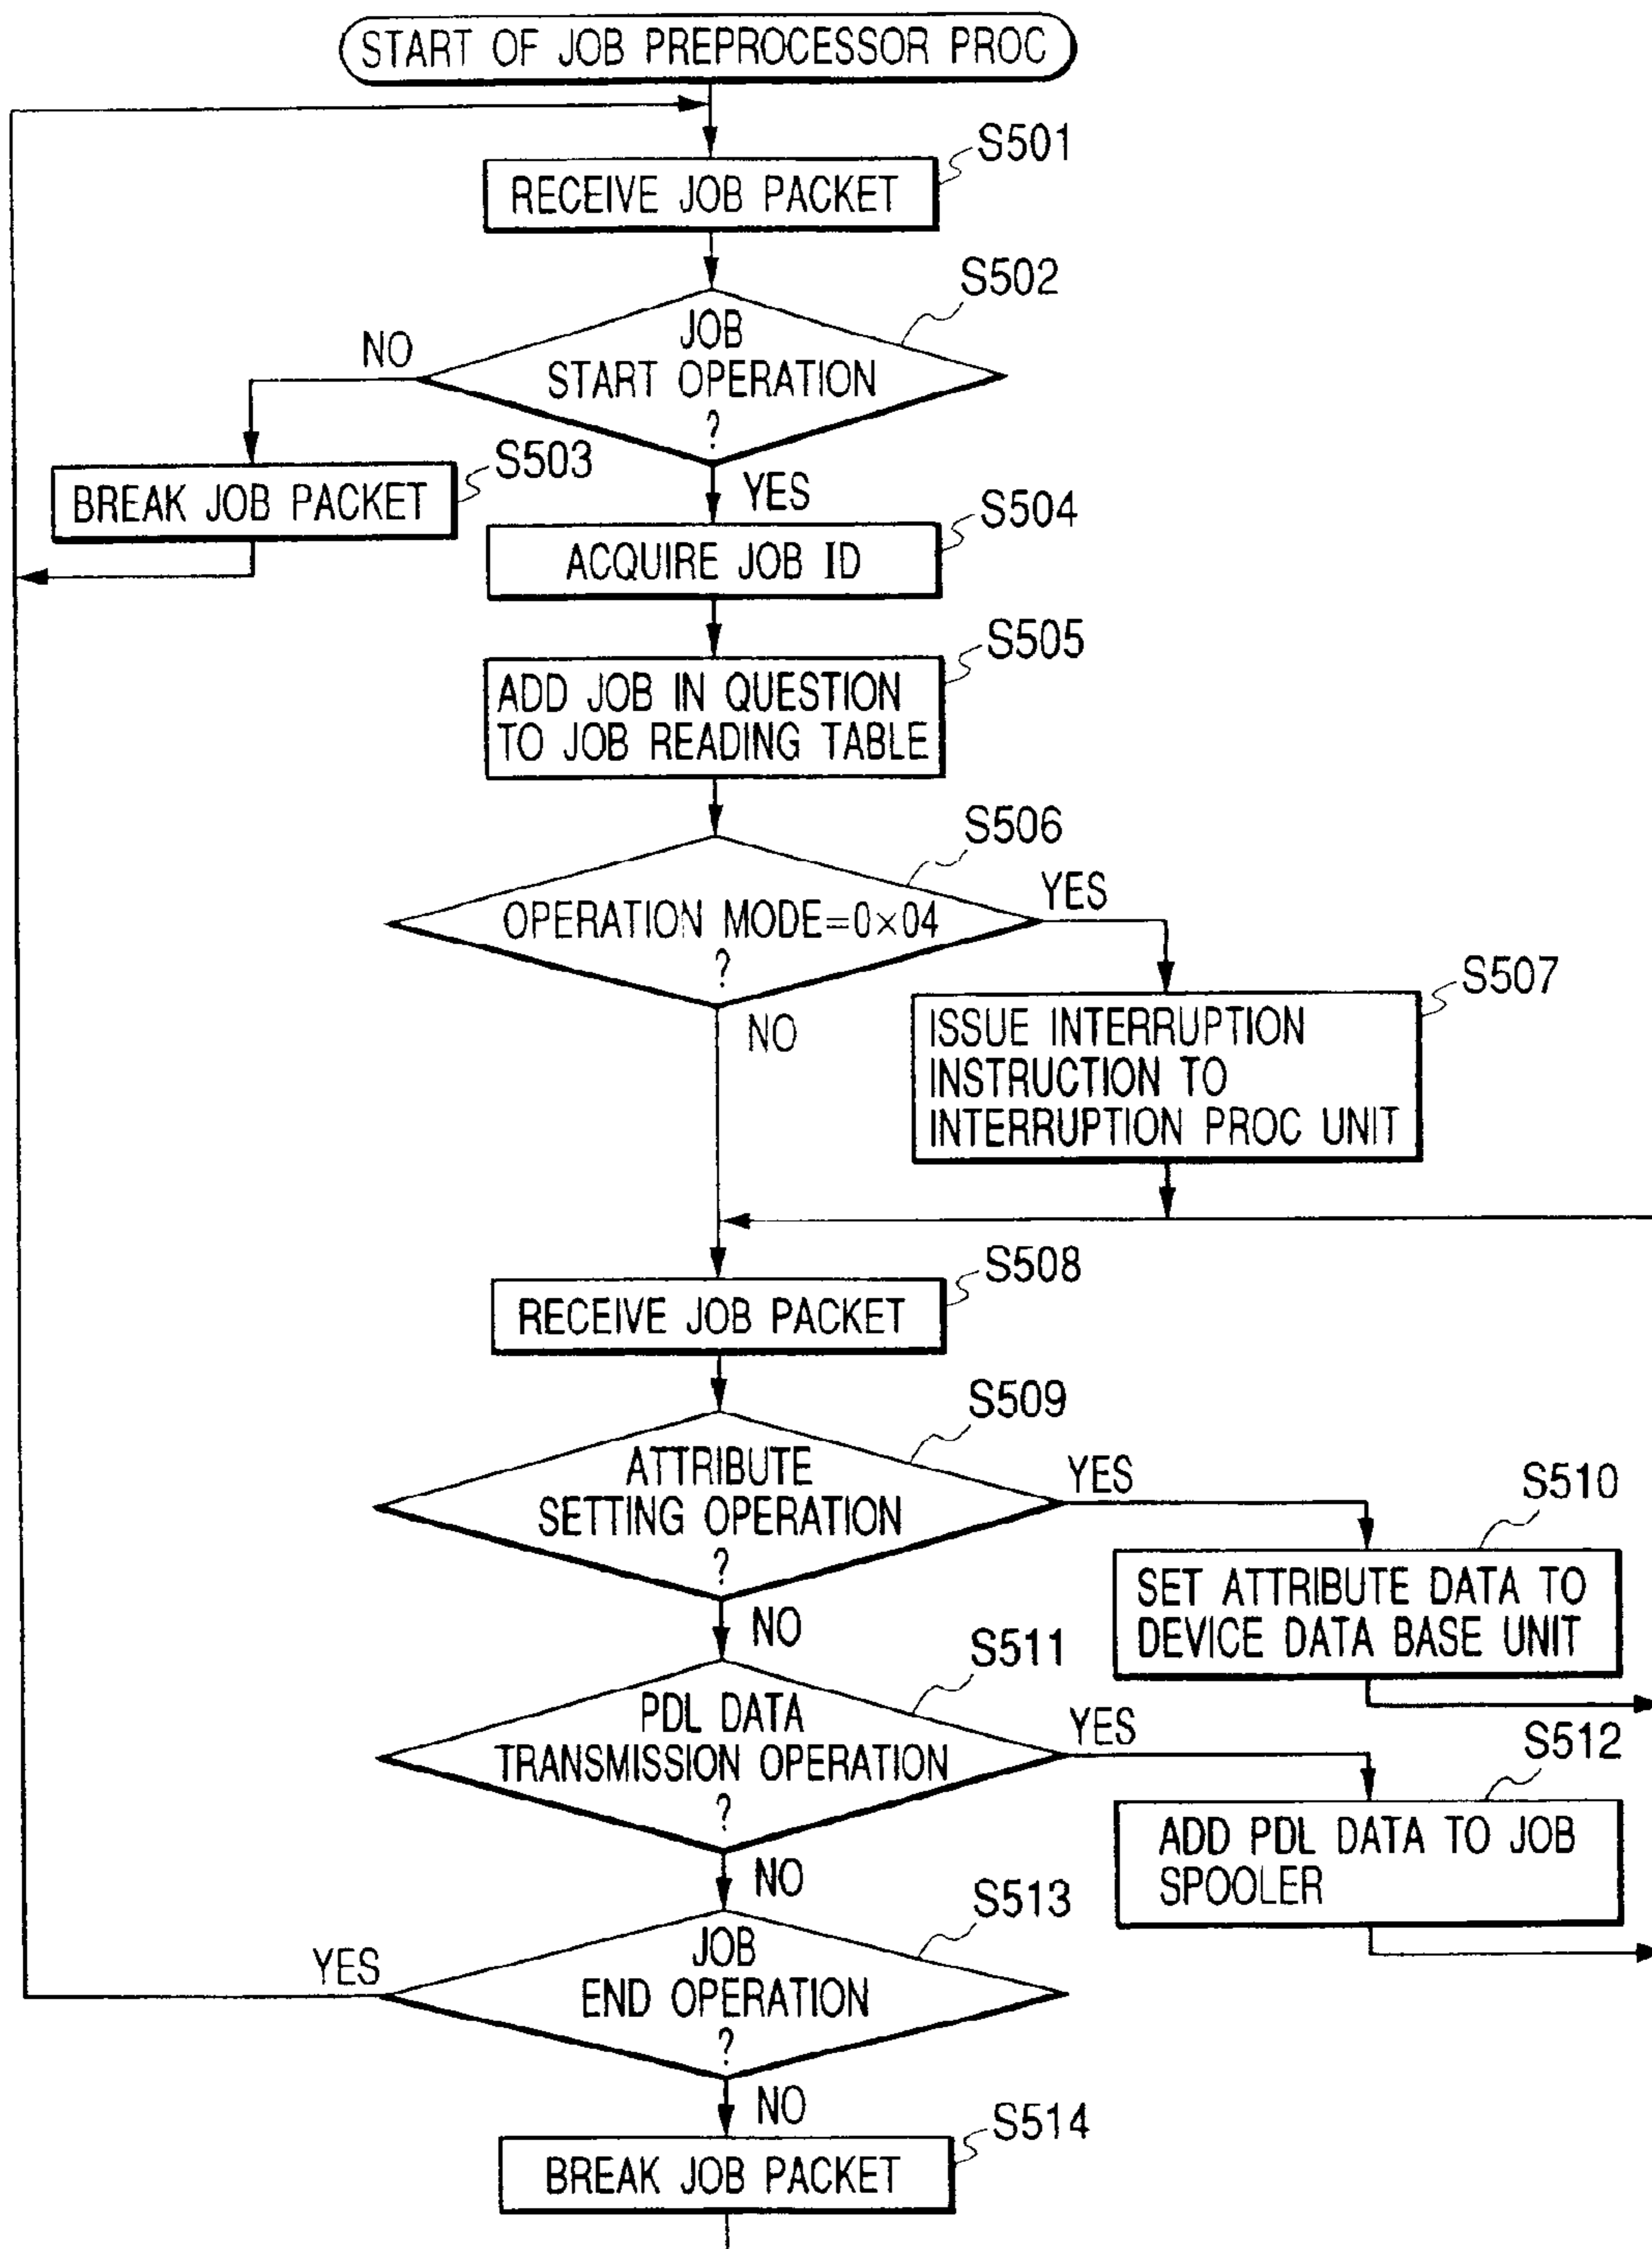 START OF JOB PREPROCESSOR PROC
S501
RECEIVE JOB PACKET
S502
JOB
START OPERATION
?
NO
YES
S503
BREAK JOB PACKET
S504
ACQUIRE JOB ID
S505
ADD JOB IN QUESTION
TO JOB READING TABLE
S506
OPERATION MODE=0×04
?
YES
NO
S507
ISSUE INTERRUPTION
INSTRUCTION TO
INTERRUPTION PROC UNIT
S508
RECEIVE JOB PACKET
S509
ATTRIBUTE
SETTING OPERATION
?
YES
NO
S510
SET ATTRIBUTE DATA TO
DEVICE DATA BASE UNIT
S511
PDL DATA
TRANSMISSION OPERATION
?
YES
NO
S512
ADD PDL DATA TO JOB
SPOOLER
S513
JOB
END OPERATION
?
YES
NO
S514
BREAK JOB PACKET